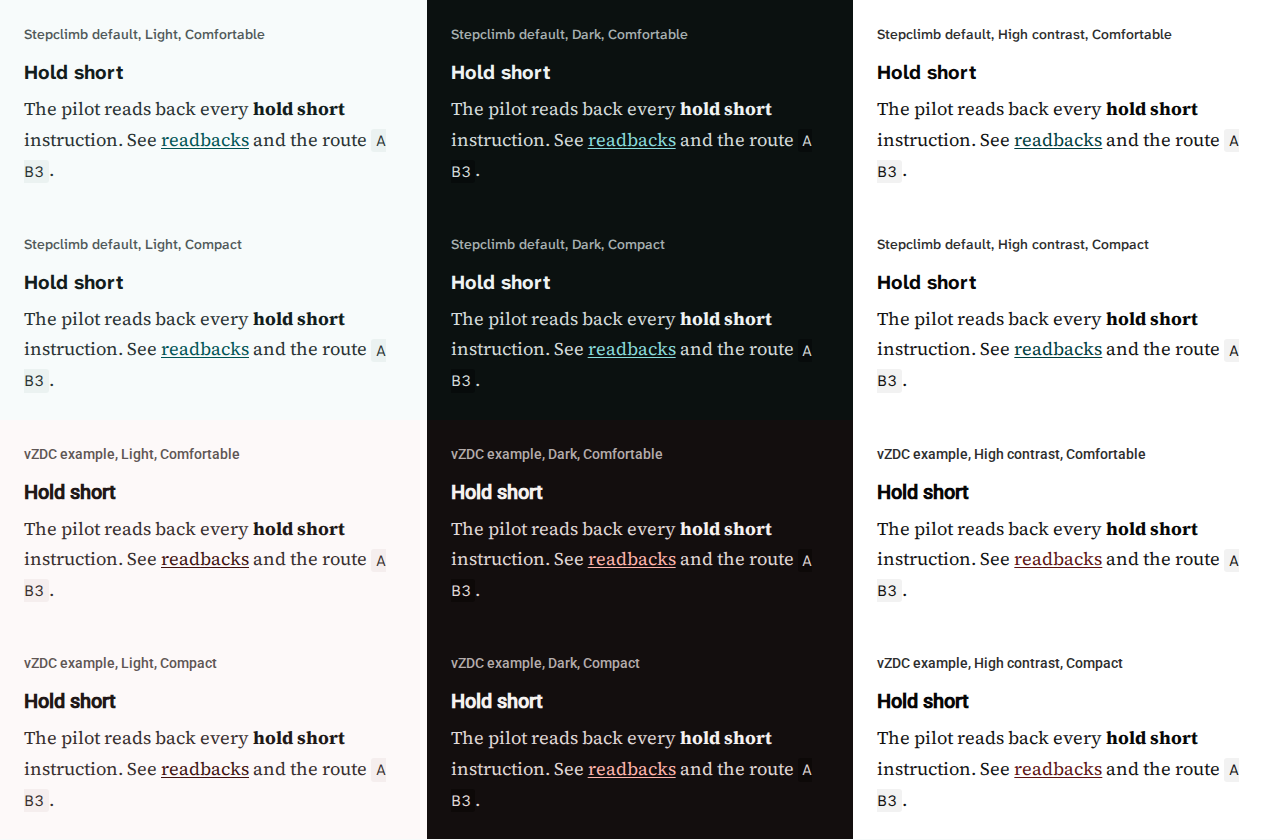 Stepclimb default, Light, Comfortable
Hold short
The pilot reads back every hold short
instruction. See readbacks and the route A
B3 .
Stepclimb default, Dark, Comfortable
Hold short
The pilot reads back every hold short
instruction. See readbacks and the route A
B3 .
Stepclimb default, High contrast, Comfortable
Hold short
The pilot reads back every hold short
instruction. See readbacks and the route A
B3 .
Stepclimb default, Light, Compact
Hold short
The pilot reads back every hold short
instruction. See readbacks and the route A
B3 .
Stepclimb default, Dark, Compact
Hold short
The pilot reads back every hold short
instruction. See readbacks and the route A
B3 .
Stepclimb default, High contrast, Compact
Hold short
The pilot reads back every hold short
instruction. See readbacks and the route A
B3 .
vZDC example, Light, Comfortable
Hold short
The pilot reads back every hold short
instruction. See readbacks and the route A
B3 .
vZDC example, Dark, Comfortable
Hold short
The pilot reads back every hold short
instruction. See readbacks and the route A
B3 .
vZDC example, High contrast, Comfortable
Hold short
The pilot reads back every hold short
instruction. See readbacks and the route A
B3 .
vZDC example, Light, Compact
Hold short
The pilot reads back every hold short
instruction. See readbacks and the route A
B3 .
vZDC example, Dark, Compact
Hold short
The pilot reads back every hold short
instruction. See readbacks and the route A
B3 .
vZDC example, High contrast, Compact
Hold short
The pilot reads back every hold short
instruction. See readbacks and the route A
B3 .